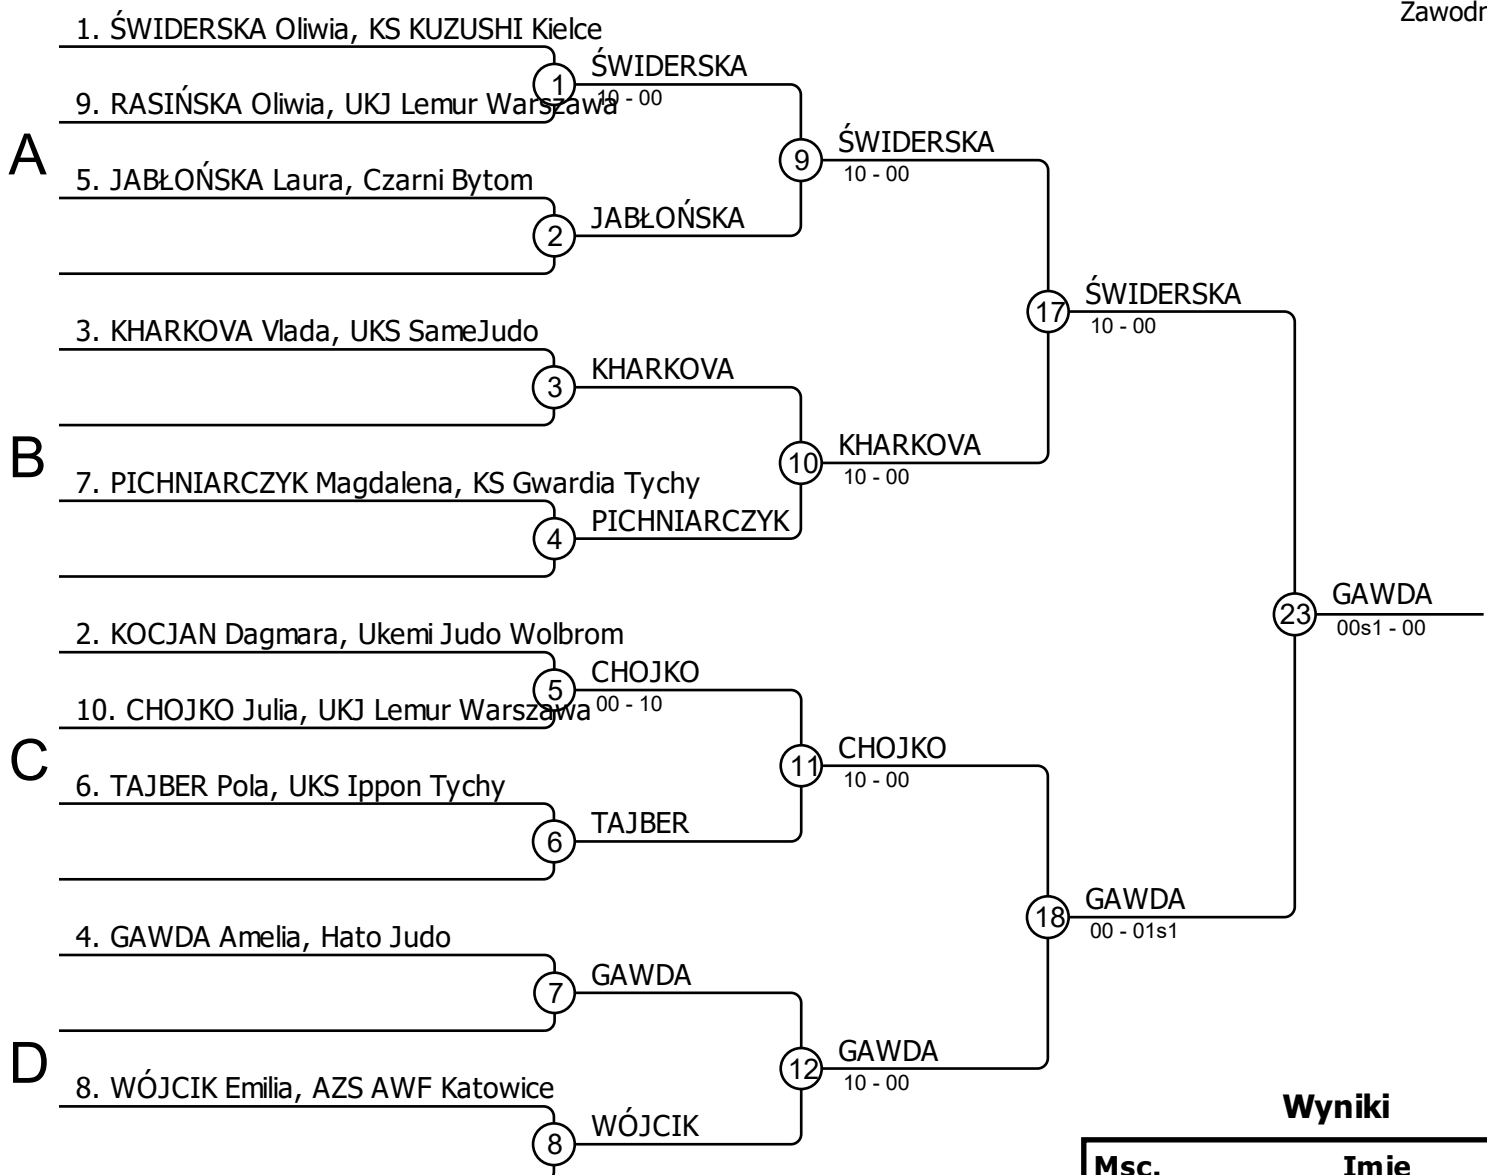 Zawodr
1. ŚWIDERSKA Oliwia, KS KUZUSHI Kielce
1 ŚWIDERSKA
10 - 00
9. RASIŃSKA Oliwia, UKJ Lemur Warszawa
A
9 ŚWIDERSKA
10 - 00
5. JABŁOŃSKA Laura, Czarni Bytom
2 JABŁOŃSKA
17 ŚWIDERSKA
10 - 00
3. KHARKOVA Vlada, UKS SameJudo
3 KHARKOVA
B
10 KHARKOVA
10 - 00
7. PICHNIARCZYK Magdalena, KS Gwardia Tychy
4 PICHNIARCZYK
23 GAWDA
00s1 - 00
2. KOCJAN Dagmara, Ukemi Judo Wolbrom
5 CHOJKO
00 - 10
10. CHOJKO Julia, UKJ Lemur Warszawa
C
11 CHOJKO
10 - 00
6. TAJBER Pola, UKS Ippon Tychy
6 TAJBER
18 GAWDA
00 - 01s1
4. GAWDA Amelia, Hato Judo
7 GAWDA
D
12 GAWDA
10 - 00
8. WÓJCIK Emilia, AZS AWF Katowice
8 WÓJCIK
Wyniki
Msc. Imię